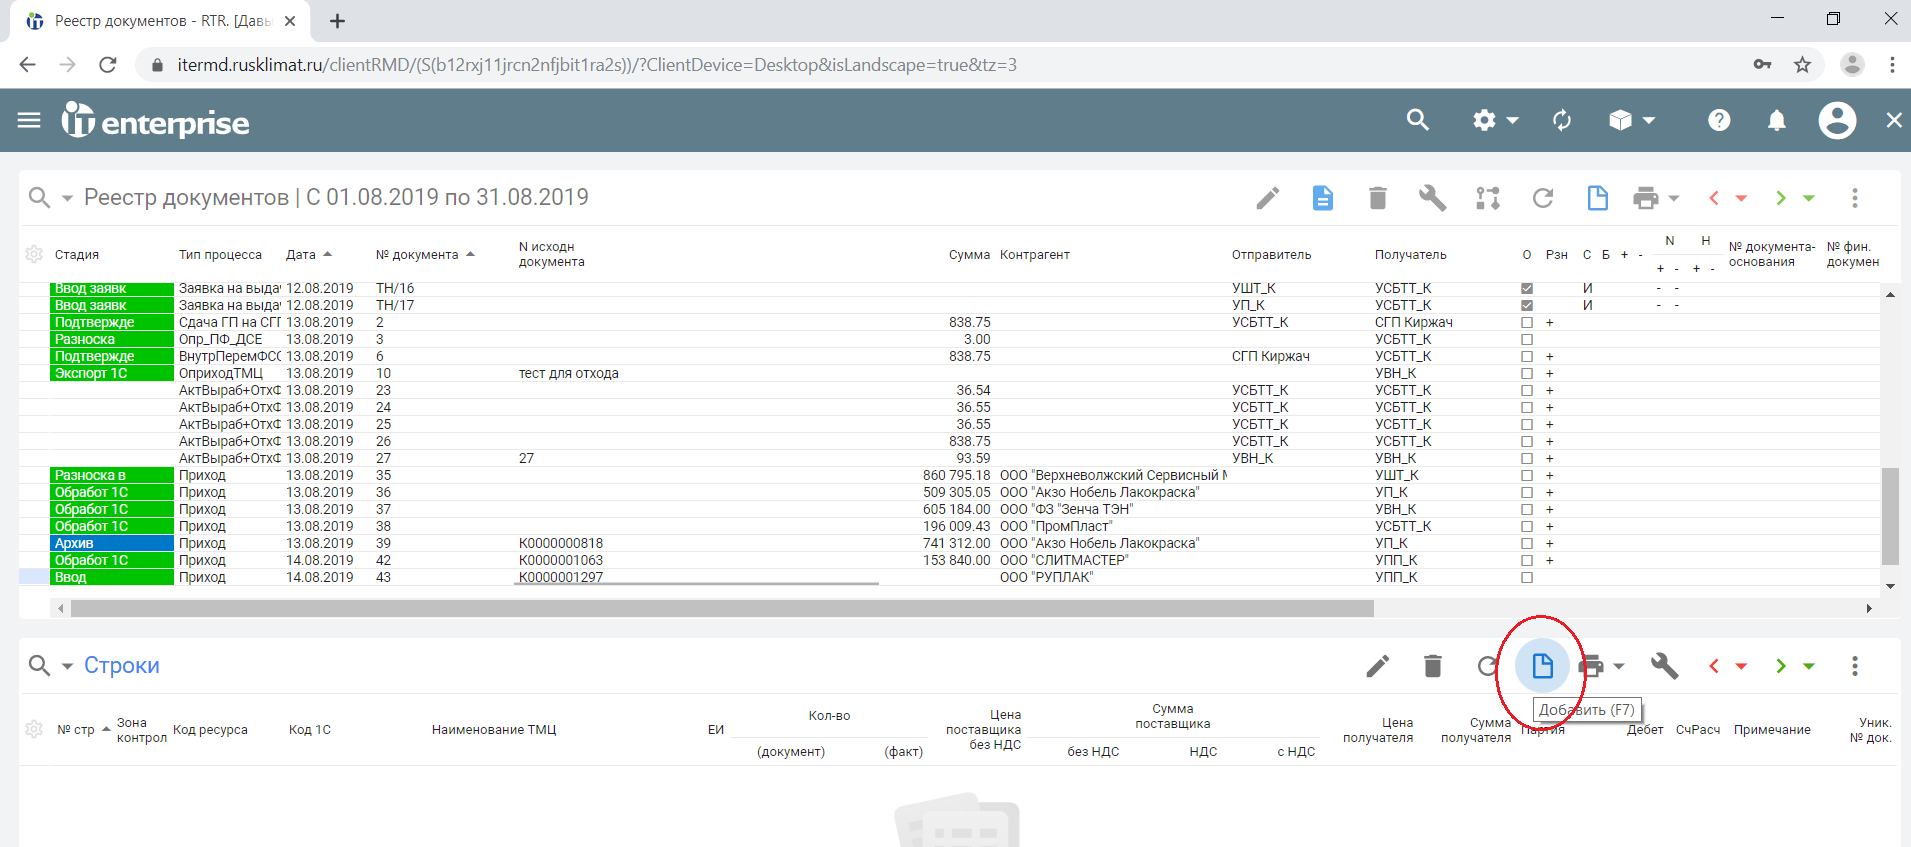 Реестр документов - RTR. [Давы
itermd.rusklimat.ru/clientRMD/(S(b12rxj11jrcn2nfjbit1ra2s))/?ClientDevice=Desktop&isLandscape=true&tz=3
it enterprise
Реестр документов | С 01.08.2019 по 31.08.2019
Стадия Тип процесса Дата № документа N исходн документа Сумма Контрагент Отправитель Получатель О Рзн С Б + - N + - Н + - № документа-основания № фин. докумен
Ввод заявк Заявка на выдач 12.08.2019 ТН/16 УШТ_К УСБТТ_К И - -
Ввод заявк Заявка на выдач 12.08.2019 ТН/17 УП_К УСБТТ_К И - -
Подтвержде Сдача ГП на СГП 13.08.2019 2 838.75 УСБТТ_К СГП Киржач +
Разноска Опр_ПФ_ДСЕ 13.08.2019 3 3.00 УСБТТ_К
Подтвержде ВнутрПеремФСС 13.08.2019 6 838.75 СГП Киржач УСБТТ_К +
Экспорт 1С ОприходТМЦ 13.08.2019 10 тест для отхода УВН_К +
АктВыраб+ОтхФ 13.08.2019 23 36.54 УСБТТ_К УСБТТ_К +
АктВыраб+ОтхФ 13.08.2019 24 36.55 УСБТТ_К УСБТТ_К +
АктВыраб+ОтхФ 13.08.2019 25 36.55 УСБТТ_К УСБТТ_К +
АктВыраб+ОтхФ 13.08.2019 26 838.75 УСБТТ_К УСБТТ_К +
АктВыраб+ОтхФ 13.08.2019 27 27 93.59 УВН_К УВН_К +
Разноска в Приход 13.08.2019 35 860 795.18 ООО "Верхневолжский Сервисный М УШТ_К +
Обработ 1С Приход 13.08.2019 36 509 305.05 ООО "Акзо Нобель Лакокраска" УП_К +
Обработ 1С Приход 13.08.2019 37 605 184.00 ООО "ФЗ "Зенча ТЭН" УВН_К +
Обработ 1С Приход 13.08.2019 38 196 009.43 ООО "ПромПласт" УСБТТ_К +
Архив Приход 13.08.2019 39 К0000000818 741 312.00 ООО "Акзо Нобель Лакокраска" УП_К +
Обработ 1С Приход 14.08.2019 42 К0000001063 153 840.00 ООО "СЛИТМАСТЕР" УПП_К +
Ввод Приход 14.08.2019 43 К0000001297 ООО "РУПЛАК" УПП_К
Строки
Добавить (F7)
№ стр Зона контрол Код ресурса Код 1С Наименование ТМЦ ЕИ Кол-во (документ) (факт) Цена поставщика без НДС Сумма поставщика без НДС НДС с НДС Цена получателя Сумма получателя Партия Дебет СчРасч Примечание Уник. № док.